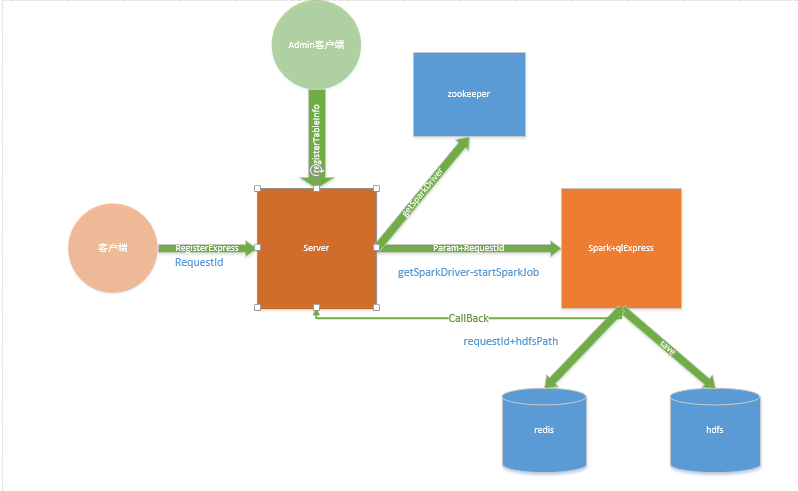 Admin客户端
registerTableInfo
zookeeper
getSparkDriver
客户端
RegisterExpress
RequestId
Server
Param+RequestId
getSparkDriver-startSparkJob
Spark+qlExpress
CallBack
requestId+hdfsPath
save
redis
hdfs